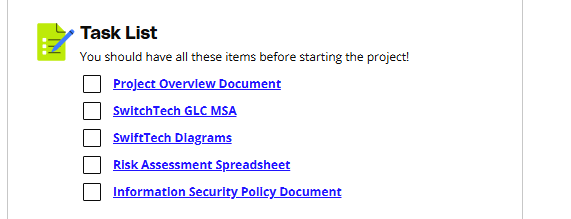 Task List
You should have all these items before starting the project!
Project Overview Document
SwitchTech GLC MSA
SwiftTech Diagrams
Risk Assessment Spreadsheet
Information Security Policy Document